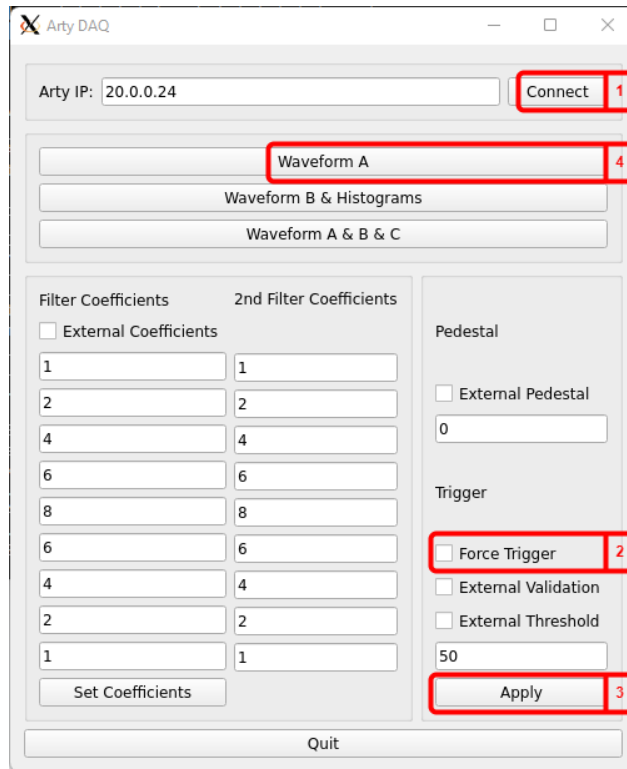 Arty DAQ
Arty IP: 20.0.0.24 Connect 1
Waveform A 4
Waveform B & Histograms
Waveform A & B & C
Filter Coefficients 2nd Filter Coefficients
External Coefficients
1 1
2 2
4 4
6 6
8 8
6 6
4 4
2 2
1 1
Set Coefficients
Pedestal
External Pedestal
0
Trigger
Force Trigger 2
External Validation
External Threshold
50
Apply 3
Quit